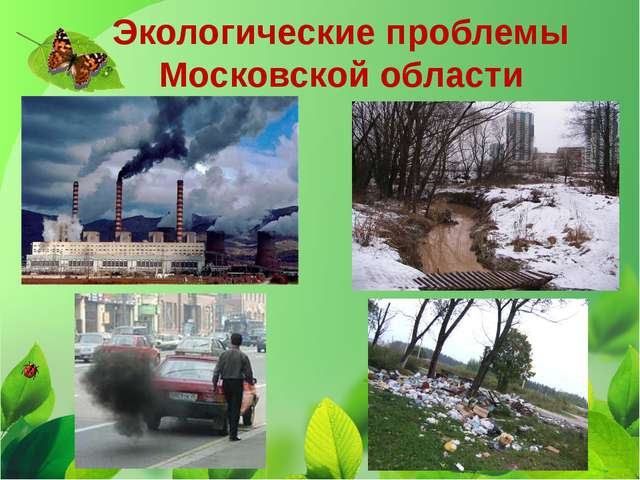 Экологические проблемы
Московской области